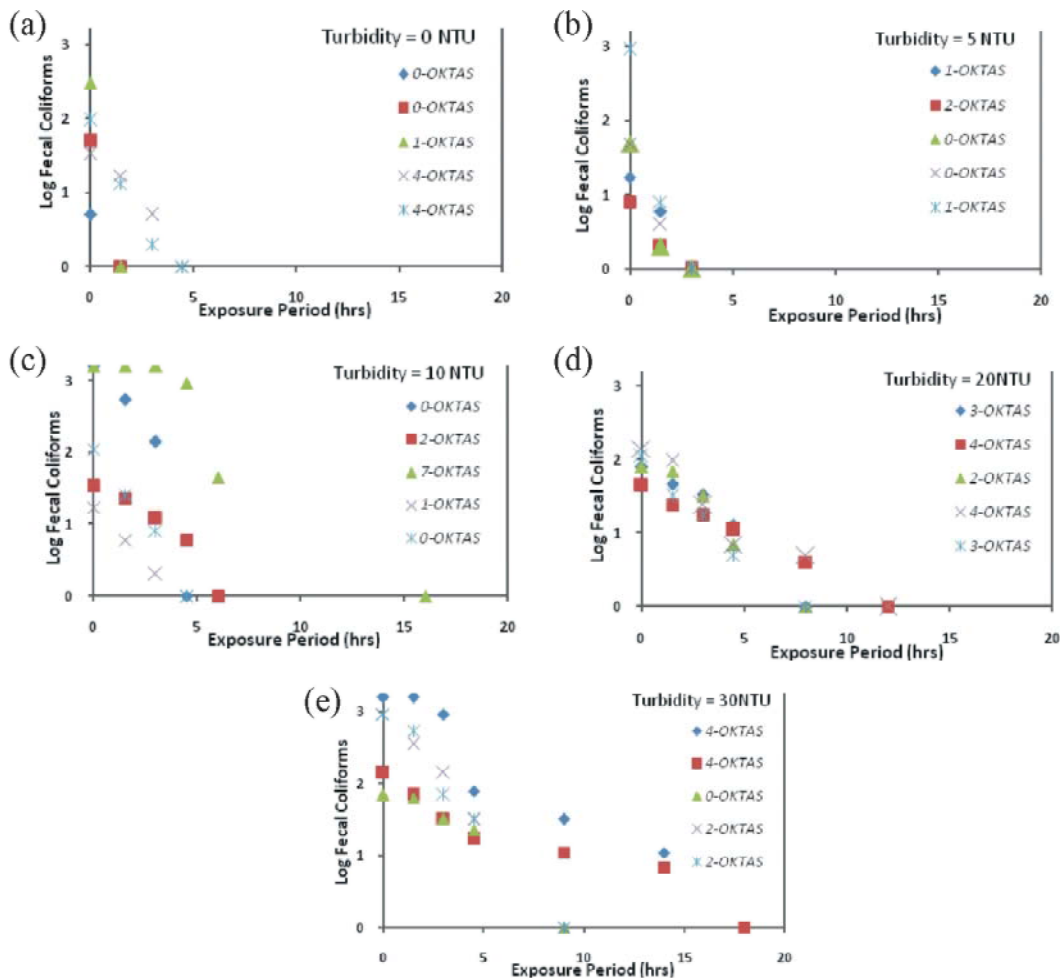 (a)
Turbidity = 0 NTU
Log Fecal Coliforms
3
2
1
0
0-OKTAS
0-OKTAS
1-OKTAS
4-OKTAS
4-OKTAS
0 5 10 15 20
Exposure Period (hrs)
(b)
Turbidity = 5 NTU
Log Fecal Coliforms
3
2
1
0
1-OKTAS
2-OKTAS
0-OKTAS
0-OKTAS
1-OKTAS
0 5 10 15 20
Exposure Period (hrs)
(c)
Turbidity = 10 NTU
Log Fecal Coliforms
3
2
1
0
0-OKTAS
2-OKTAS
7-OKTAS
1-OKTAS
0-OKTAS
0 5 10 15 20
Exposure Period (hrs)
(d)
Turbidity = 20NTU
Log Fecal Coliforms
3
2
1
0
3-OKTAS
4-OKTAS
2-OKTAS
4-OKTAS
3-OKTAS
0 5 10 15 20
Exposure Period (hrs)
(e)
Turbidity = 30NTU
Log Fecal Coliforms
3
2
1
0
4-OKTAS
4-OKTAS
0-OKTAS
2-OKTAS
2-OKTAS
0 5 10 15 20
Exposure Period (hrs)